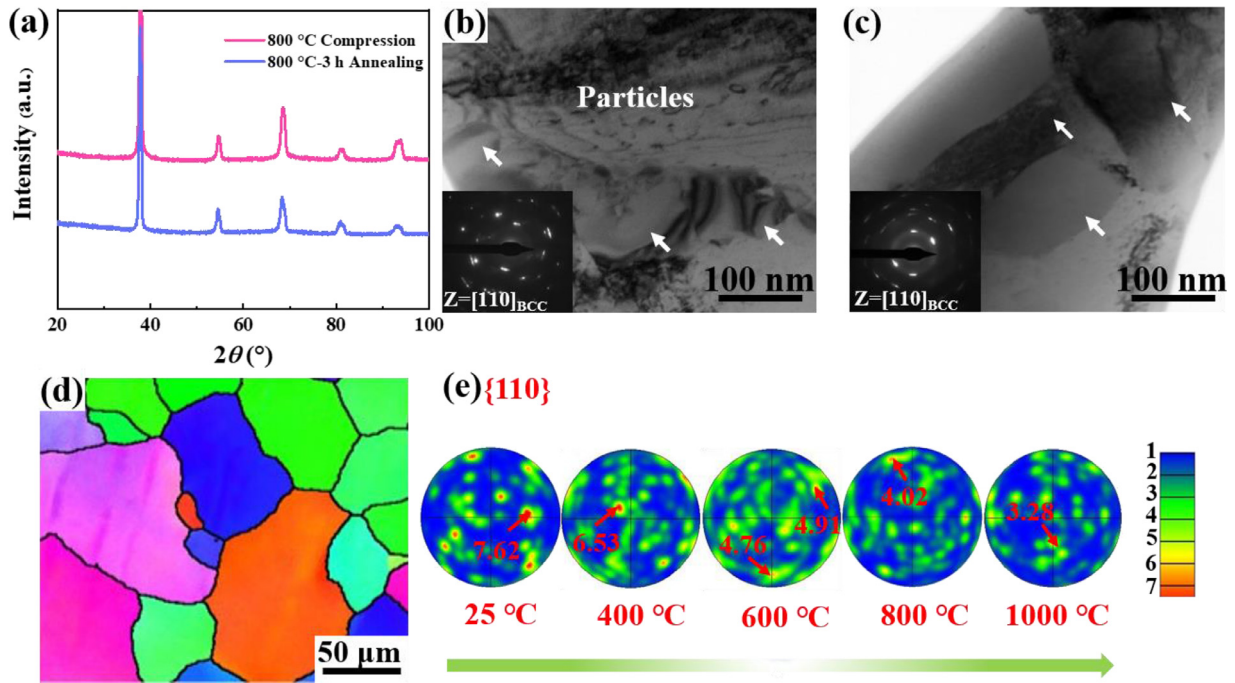 (a)
800 °C Compression
800 °C-3 h Annealing
Intensity (a.u.)
20 40 60 80 100
2θ (°)
(b)
Particles
Z=[110]BCC
100 nm
(c)
Z=[110]BCC
100 nm
(d)
50 μm
(e) {110}
7.62
6.53
4.76
4.91
4.02
3.28
1
2
3
4
5
6
7
25 °C 400 °C 600 °C 800 °C 1000 °C